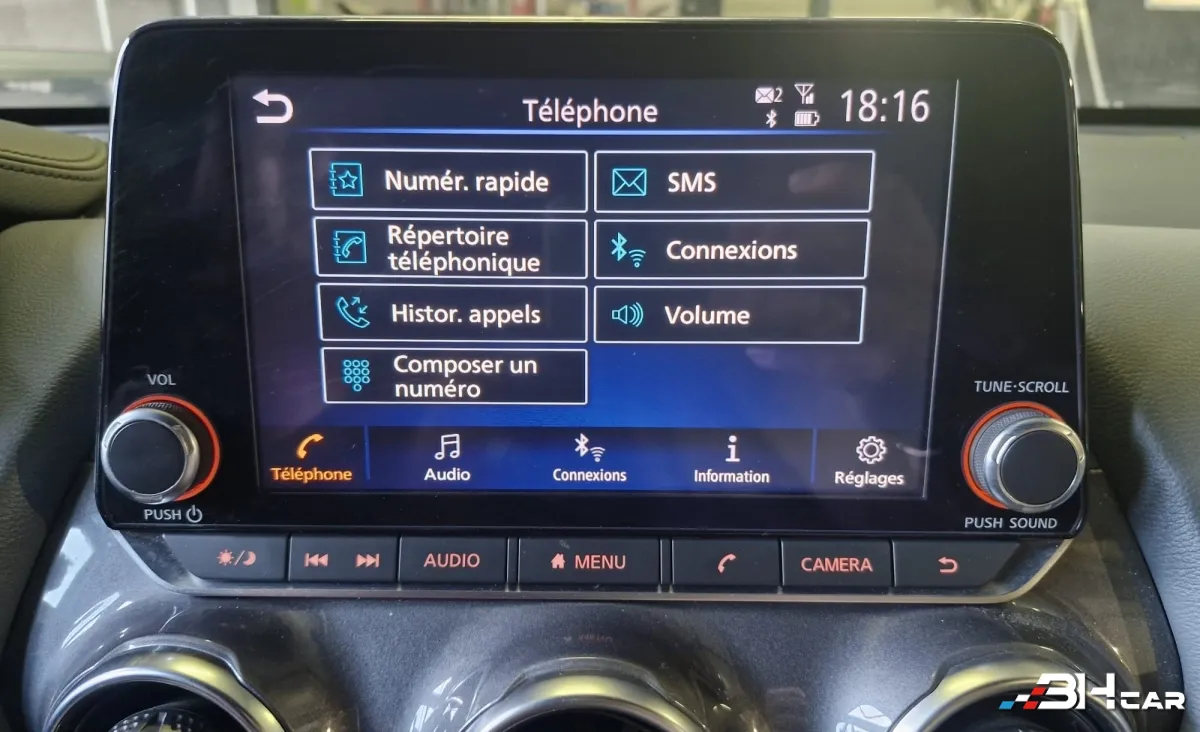 Téléphone
2
18:16
Numér. rapide
SMS
Répertoire
téléphonique
Connexions
Histor. appels
Volume
Composer un
numéro
VOL
TUNE·SCROLL
Téléphone
Audio
Connexions
Information
Réglages
PUSH
PUSH SOUND
AUDIO
MENU
CAMERA
3HCAR